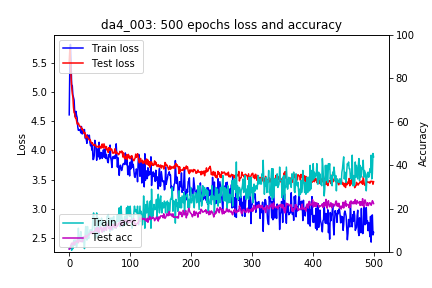 da4_003: 500 epochs loss and accuracy
Train loss
Test loss
Train acc
Test acc
Loss
5.5
5.0
4.5
4.0
3.5
3.0
2.5
Accuracy
100
80
60
40
20
0
0 100 200 300 400 500